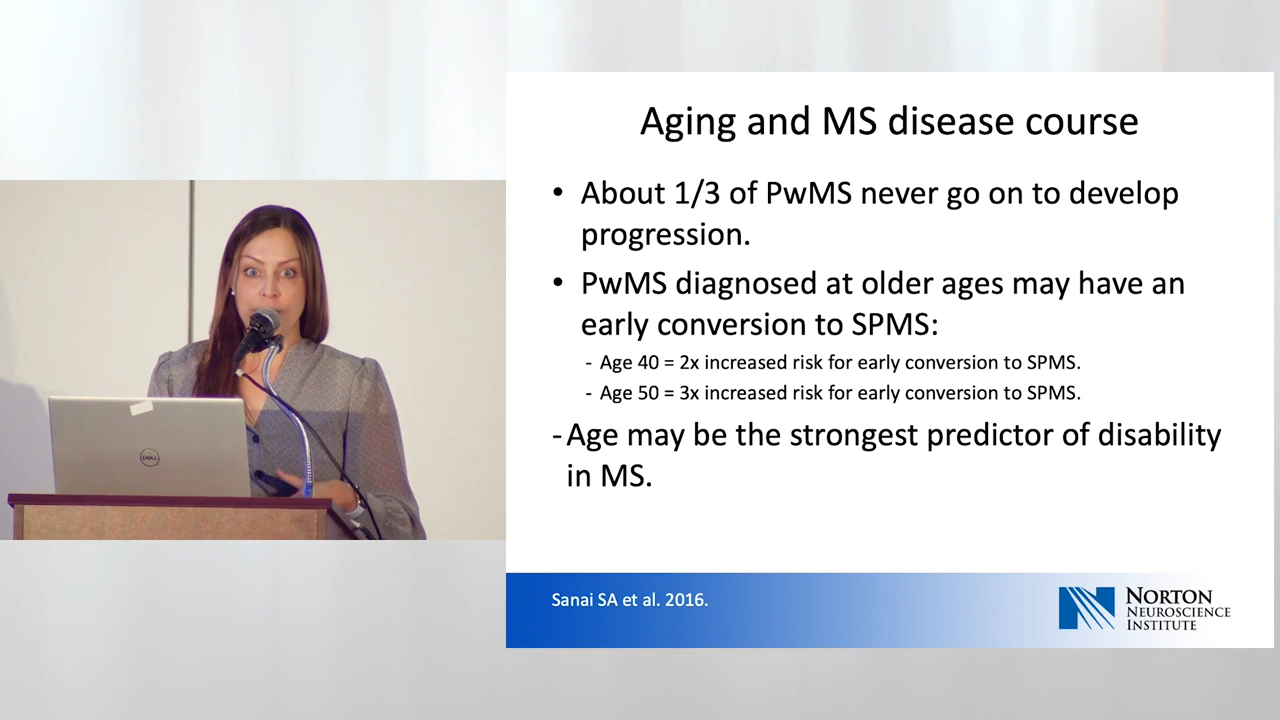 Aging and MS disease course
• About 1/3 of PwMS never go on to develop
progression.
• PwMS diagnosed at older ages may have an
early conversion to SPMS:
- Age 40 = 2x increased risk for early conversion to SPMS.
- Age 50 = 3x increased risk for early conversion to SPMS.
- Age may be the strongest predictor of disability
in MS.
Sanai SA et al. 2016.
NORTON
NEUROSCIENCE
INSTITUTE
DELL